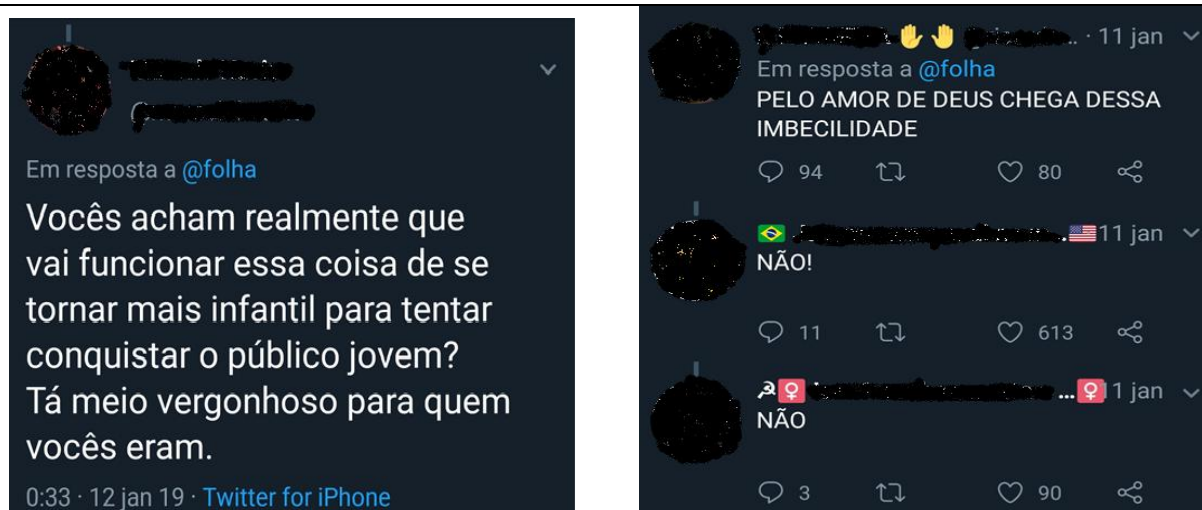 Em resposta a @folha
Vocês acham realmente que
vai funcionar essa coisa de se
tornar mais infantil para tentar
conquistar o público jovem?
Tá meio vergonhoso para quem
vocês eram.
0:33 · 12 jan 19 · Twitter for iPhone
✋🤚 .. · 11 jan
Em resposta a @folha
PELO AMOR DE DEUS CHEGA DESSA
IMBECILIDADE
94 80
🇧🇷 🇺🇸 11 jan
NÃO!
11 613
☭♀ ...♀ 11 jan
NÃO
3 90